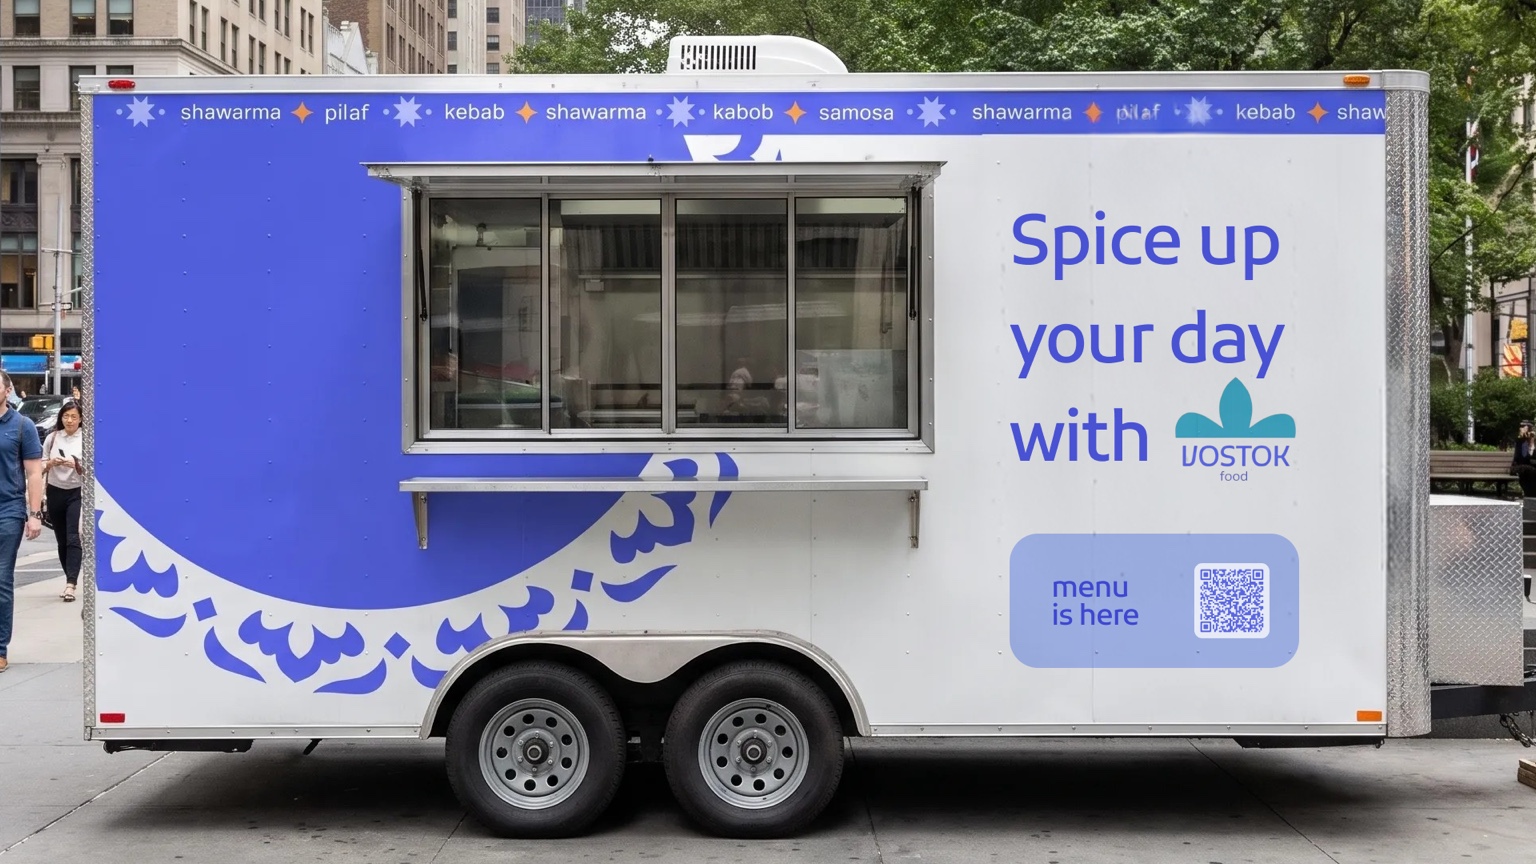 shawarma pilaf kebab shawarma kabob samosa shawarma pilaf kebab shaw
Spice up
your day
with
VOSTOK
food
menu
is here